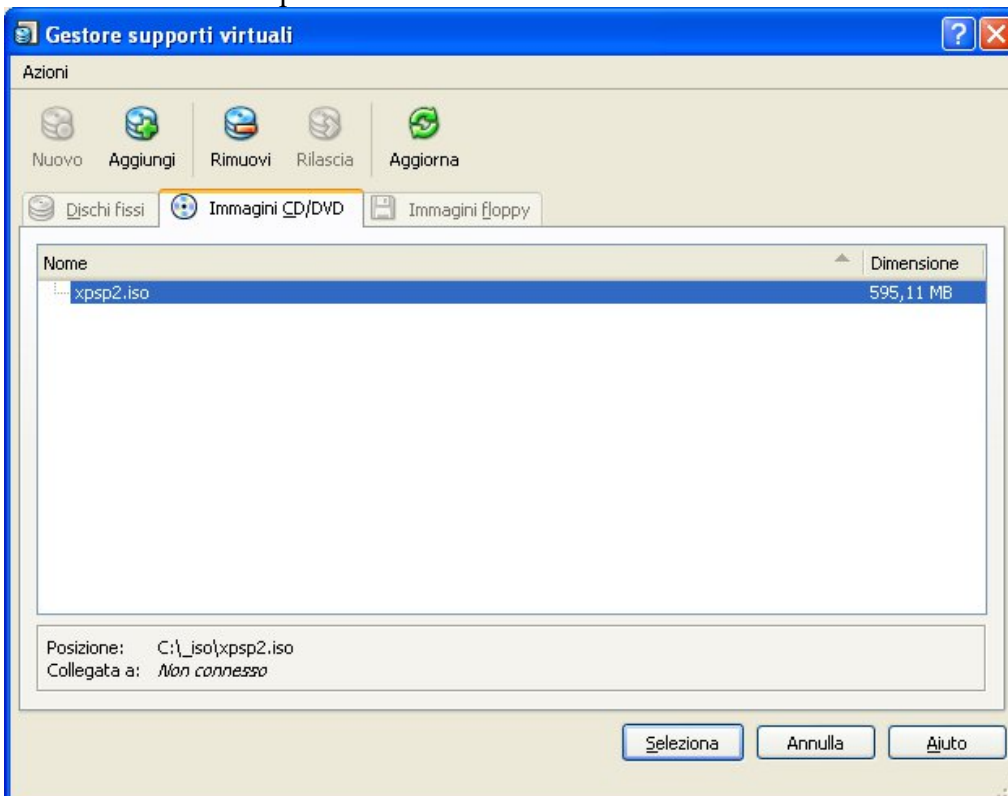 Gestore supporti virtuali
Azioni
Nuovo Aggiungi Rimuovi Rilascia Aggiorna
Dischi fissi Immagini CD/DVD Immagini floppy
Nome Dimensione
xpsp2.iso 595,11 MB
Posizione: C:\_iso\xpsp2.iso
Collegata a: Non connesso
Seleziona Annulla Aiuto